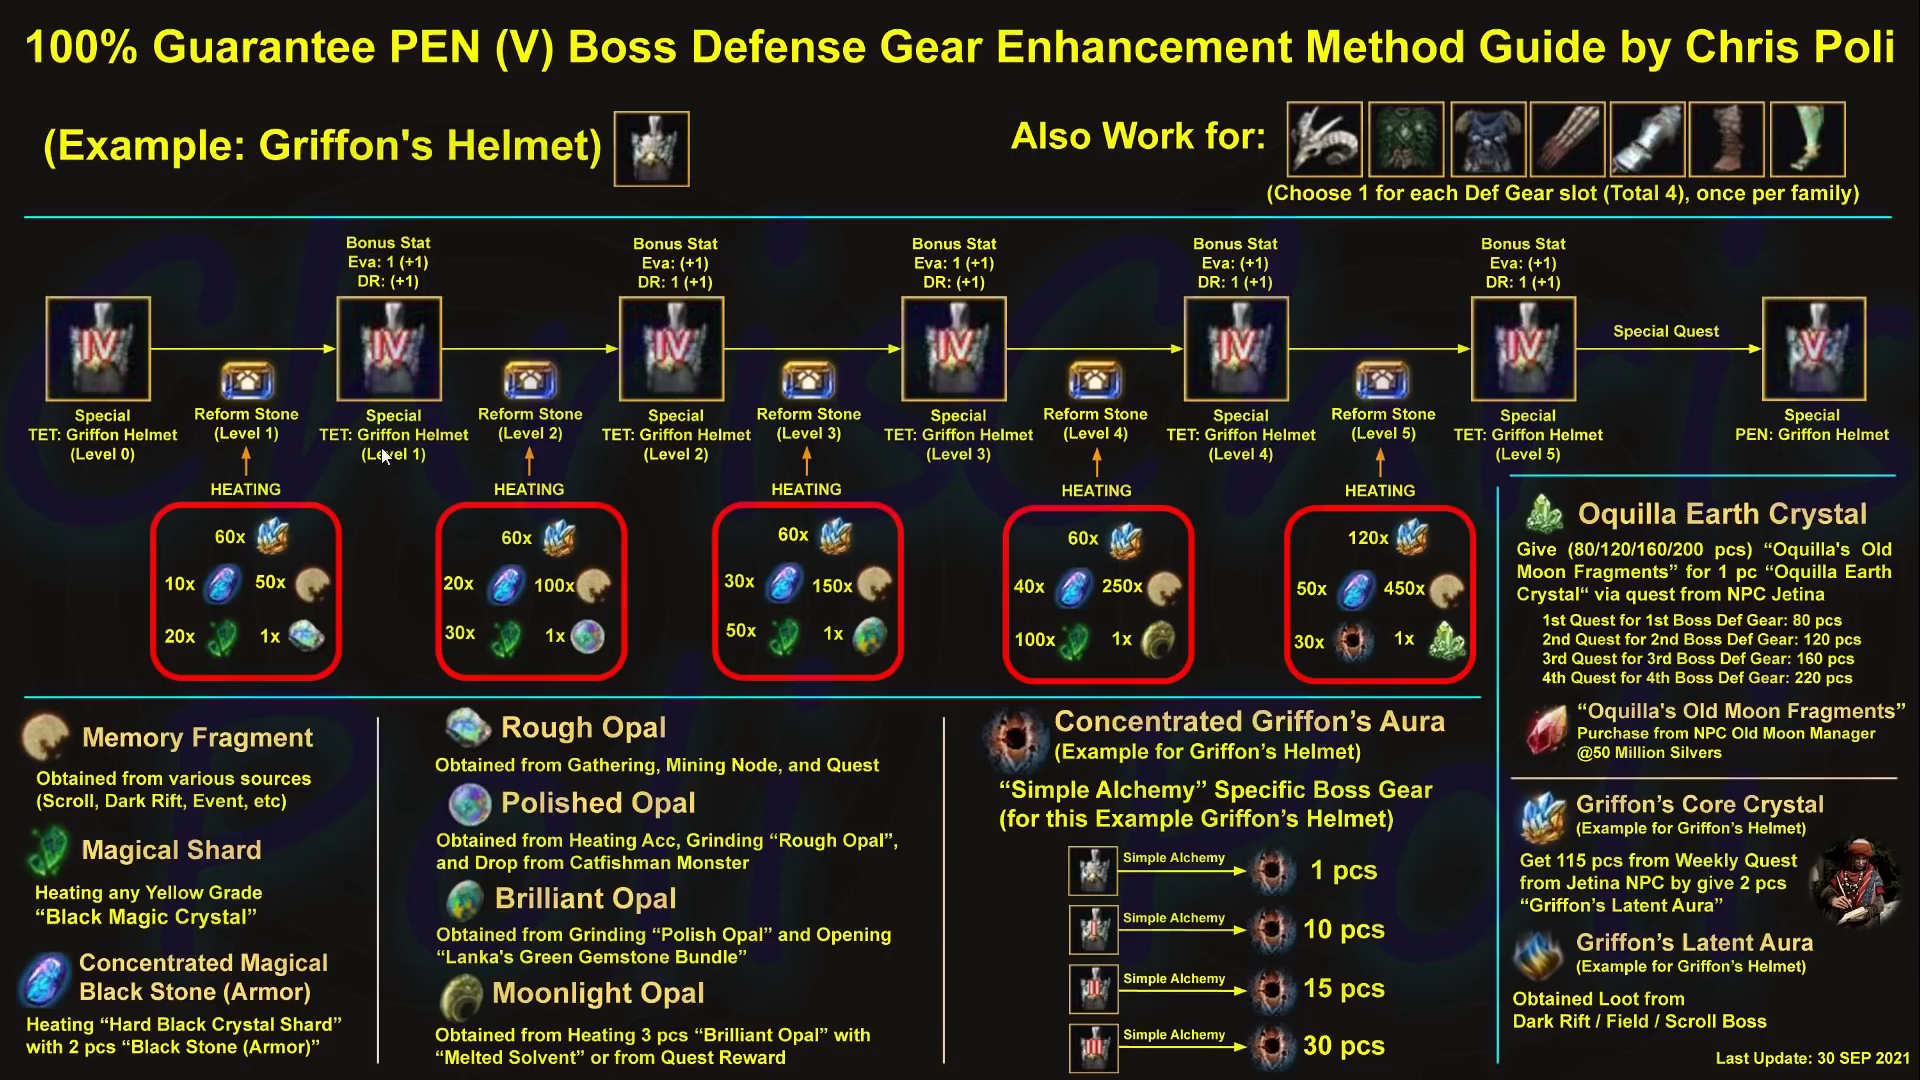 100% Guarantee PEN (V) Boss Defense Gear Enhancement Method Guide by Chris Poli
(Example: Griffon's Helmet)
Also Work for:
(Choose 1 for each Def Gear slot (Total 4), once per family)
Bonus Stat
Eva: 1 (+1)
DR: (+1)
Bonus Stat
Eva: (+1)
DR: 1 (+1)
Bonus Stat
Eva: 1 (+1)
DR: (+1)
Bonus Stat
Eva: (+1)
DR: 1 (+1)
Bonus Stat
Eva: (+1)
DR: 1 (+1)
IV
IV
IV
IV
IV
IV
Special Quest
V
Special
TET: Griffon Helmet
(Level 0)
Reform Stone
(Level 1)
Special
TET: Griffon Helmet
(Level 1)
Reform Stone
(Level 2)
Special
TET: Griffon Helmet
(Level 2)
Reform Stone
(Level 3)
Special
TET: Griffon Helmet
(Level 3)
Reform Stone
(Level 4)
Special
TET: Griffon Helmet
(Level 4)
Reform Stone
(Level 5)
Special
TET: Griffon Helmet
(Level 5)
Special
PEN: Griffon Helmet
HEATING
60x
10x 50x
20x 1x
HEATING
60x
20x 100x
30x 1x
HEATING
60x
30x 150x
50x 1x
HEATING
60x
40x 250x
100x 1x
HEATING
120x
50x 450x
30x 1x
Oquilla Earth Crystal
Give (80/120/160/200 pcs) “Oquilla's Old
Moon Fragments” for 1 pc “Oquilla Earth
Crystal“ via quest from NPC Jetina
1st Quest for 1st Boss Def Gear: 80 pcs
2nd Quest for 2nd Boss Def Gear: 120 pcs
3rd Quest for 3rd Boss Def Gear: 160 pcs
4th Quest for 4th Boss Def Gear: 220 pcs
“Oquilla's Old Moon Fragments”
Purchase from NPC Old Moon Manager
@50 Million Silvers
Memory Fragment
Obtained from various sources
(Scroll, Dark Rift, Event, etc)
Magical Shard
Heating any Yellow Grade
“Black Magic Crystal”
Concentrated Magical
Black Stone (Armor)
Heating “Hard Black Crystal Shard”
with 2 pcs “Black Stone (Armor)”
Rough Opal
Obtained from Gathering, Mining Node, and Quest
Polished Opal
Obtained from Heating Acc, Grinding “Rough Opal”,
and Drop from Catfishman Monster
Brilliant Opal
Obtained from Grinding “Polish Opal” and Opening
“Lanka's Green Gemstone Bundle”
Moonlight Opal
Obtained from Heating 3 pcs “Brilliant Opal” with
“Melted Solvent” or from Quest Reward
Concentrated Griffon’s Aura
(Example for Griffon’s Helmet)
“Simple Alchemy” Specific Boss Gear
(for this Example Griffon’s Helmet)
Simple Alchemy
1 pcs
I
Simple Alchemy
10 pcs
II
Simple Alchemy
15 pcs
III
Simple Alchemy
30 pcs
Griffon’s Core Crystal
(Example for Griffon’s Helmet)
Get 115 pcs from Weekly Quest
from Jetina NPC by give 2 pcs
“Griffon’s Latent Aura”
Griffon’s Latent Aura
(Example for Griffon’s Helmet)
Obtained Loot from
Dark Rift / Field / Scroll Boss
Last Update: 30 SEP 2021